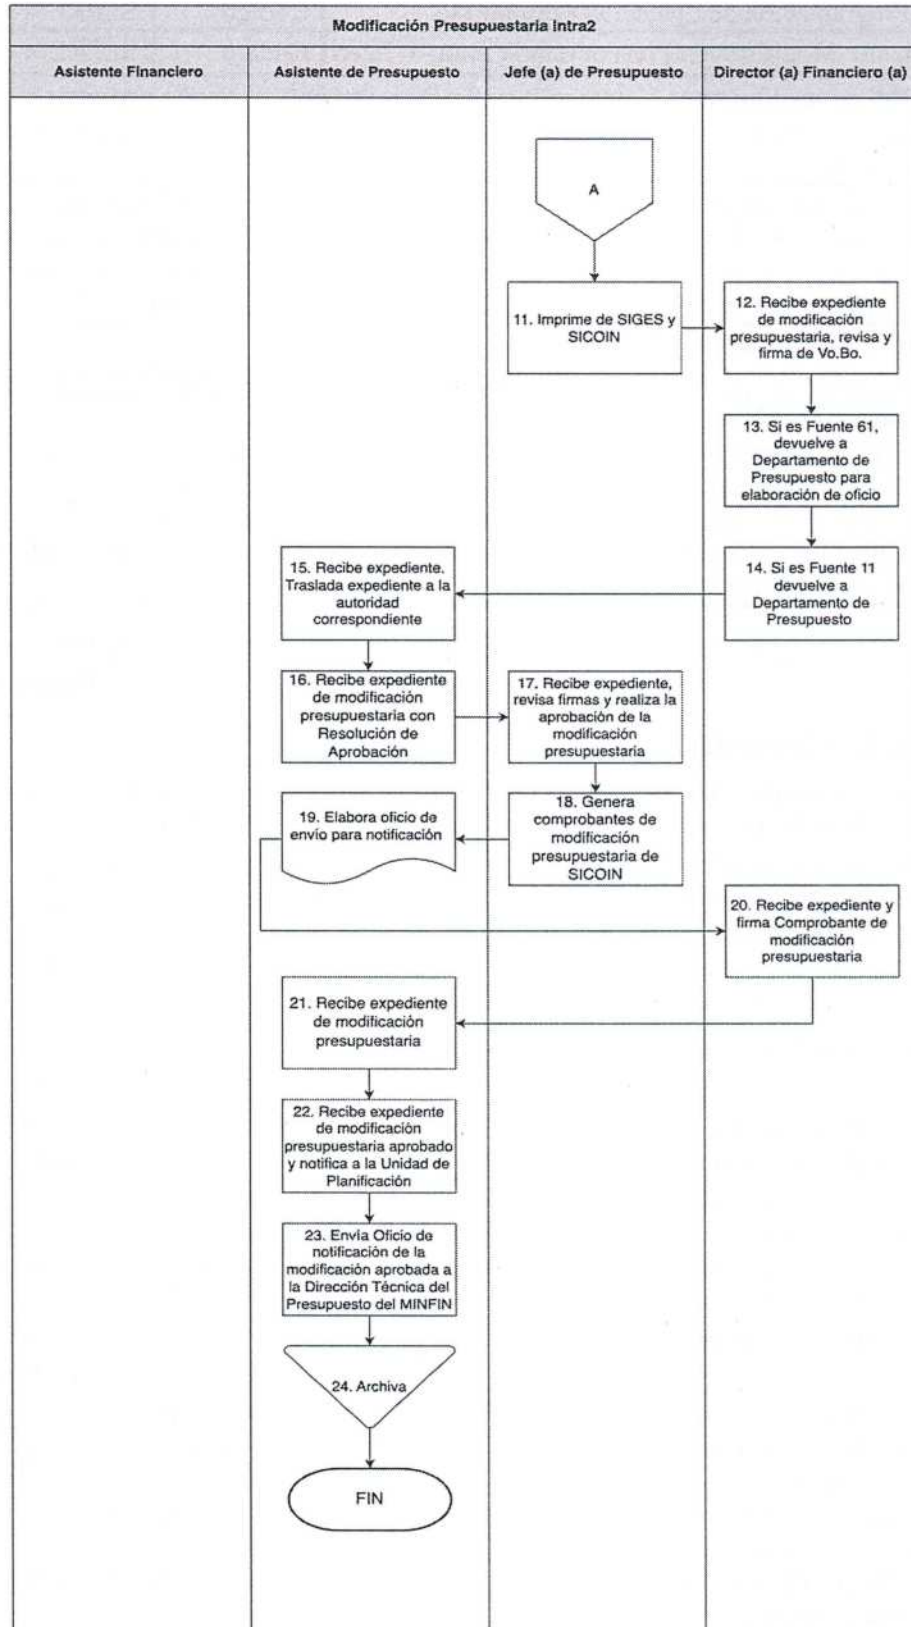 Modificación Presupuestaria Intra2
Asistente Financiero
Asistente de Presupuesto
Jefe (a) de Presupuesto
Director (a) Financiero (a)
A
11. Imprime de SIGES y
SICOIN
12. Recibe expediente
de modificación
presupuestaria, revisa y
firma de Vo.Bo.
13. Si es Fuente 61,
devuelve a
Departamento de
Presupuesto para
elaboración de oficio
14. Si es Fuente 11
devuelve a
Departamento de
Presupuesto
15. Recibe expediente.
Traslada expediente a la
autoridad
correspondiente
16. Recibe expediente
de modificación
presupuestaria con
Resolución de
Aprobación
17. Recibe expediente,
revisa firmas y realiza la
aprobación de la
modificación
presupuestaria
18. Genera
comprobantes de
modificación
presupuestaria de
SICOIN
19. Elabora oficio de
envío para notificación
20. Recibe expediente y
firma Comprobante de
modificación
presupuestaria
21. Recibe expediente
de modificación
presupuestaria
22. Recibe expediente
de modificación
presupuestaria aprobado
y notifica a la Unidad de
Planificación
23. Envía Oficio de
notificación de la
modificación aprobada a
la Dirección Técnica del
Presupuesto del MINFIN
24. Archiva
FIN